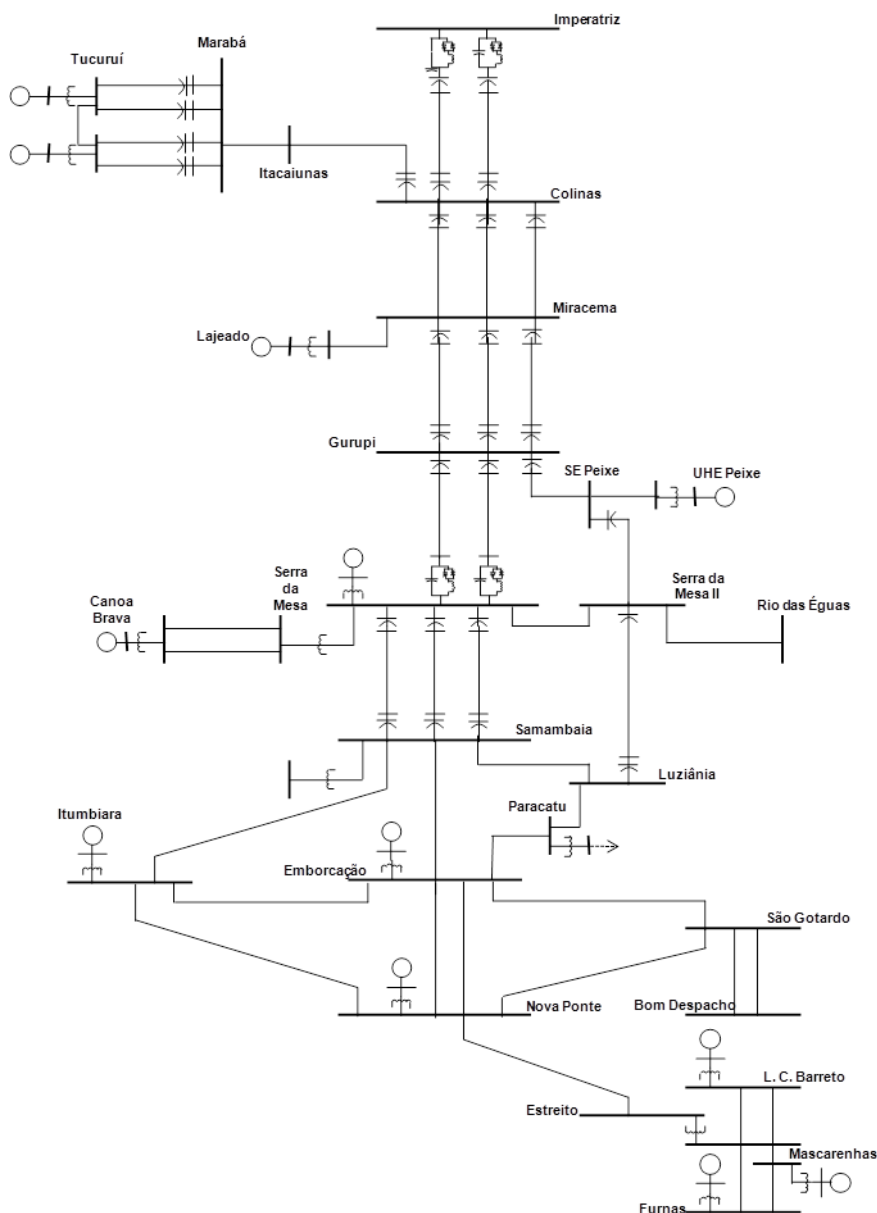 Imperatriz
Marabá
Tucuruí
Itacaiunas
Colinas
Miracema
Lajeado
Gurupi
SE Peixe
UHE Peixe
Serra
da
Mesa
Serra da
Mesa II
Canoa
Brava
Rio das Éguas
Samambaia
Luziânia
Paracatu
Itumbiara
Emborcação
São Gotardo
Nova Ponte
Bom Despacho
L. C. Barreto
Estreito
Mascarenhas
Furnas